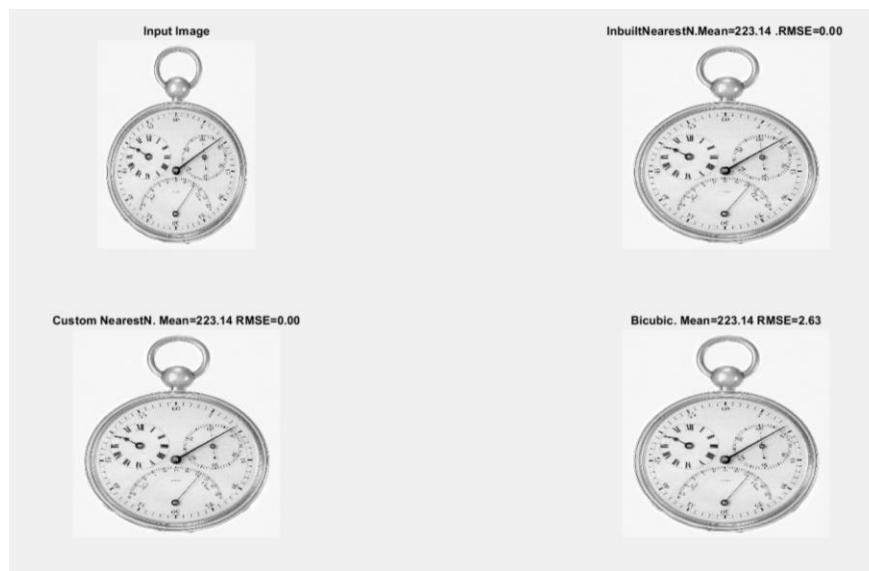 Input Image
InbuiltNearestN.Mean=223.14 .RMSE=0.00
Custom NearestN. Mean=223.14 RMSE=0.00
Bicubic. Mean=223.14 RMSE=2.63